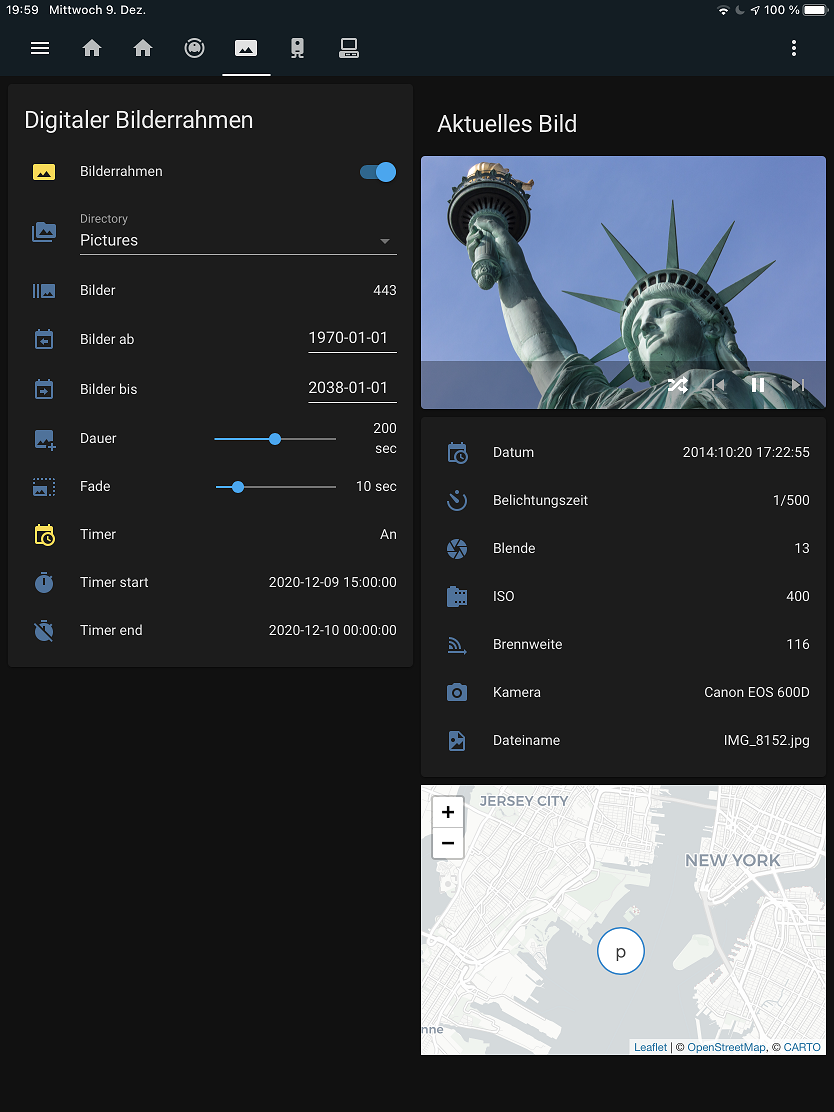 19:59 Mittwoch 9. Dez.
100 %
Digitaler Bilderrahmen
Bilderrahmen
Directory
Pictures
Bilder 443
Bilder ab 1970-01-01
Bilder bis 2038-01-01
Dauer 200 sec
Fade 10 sec
Timer An
Timer start 2020-12-09 15:00:00
Timer end 2020-12-10 00:00:00
Aktuelles Bild
Datum 2014:10:20 17:22:55
Belichtungszeit 1/500
Blende 13
ISO 400
Brennweite 116
Kamera Canon EOS 600D
Dateiname IMG_8152.jpg
+
−
JERSEY CITY
NEW YORK
p
nne
Leaflet | © OpenStreetMap, © CARTO